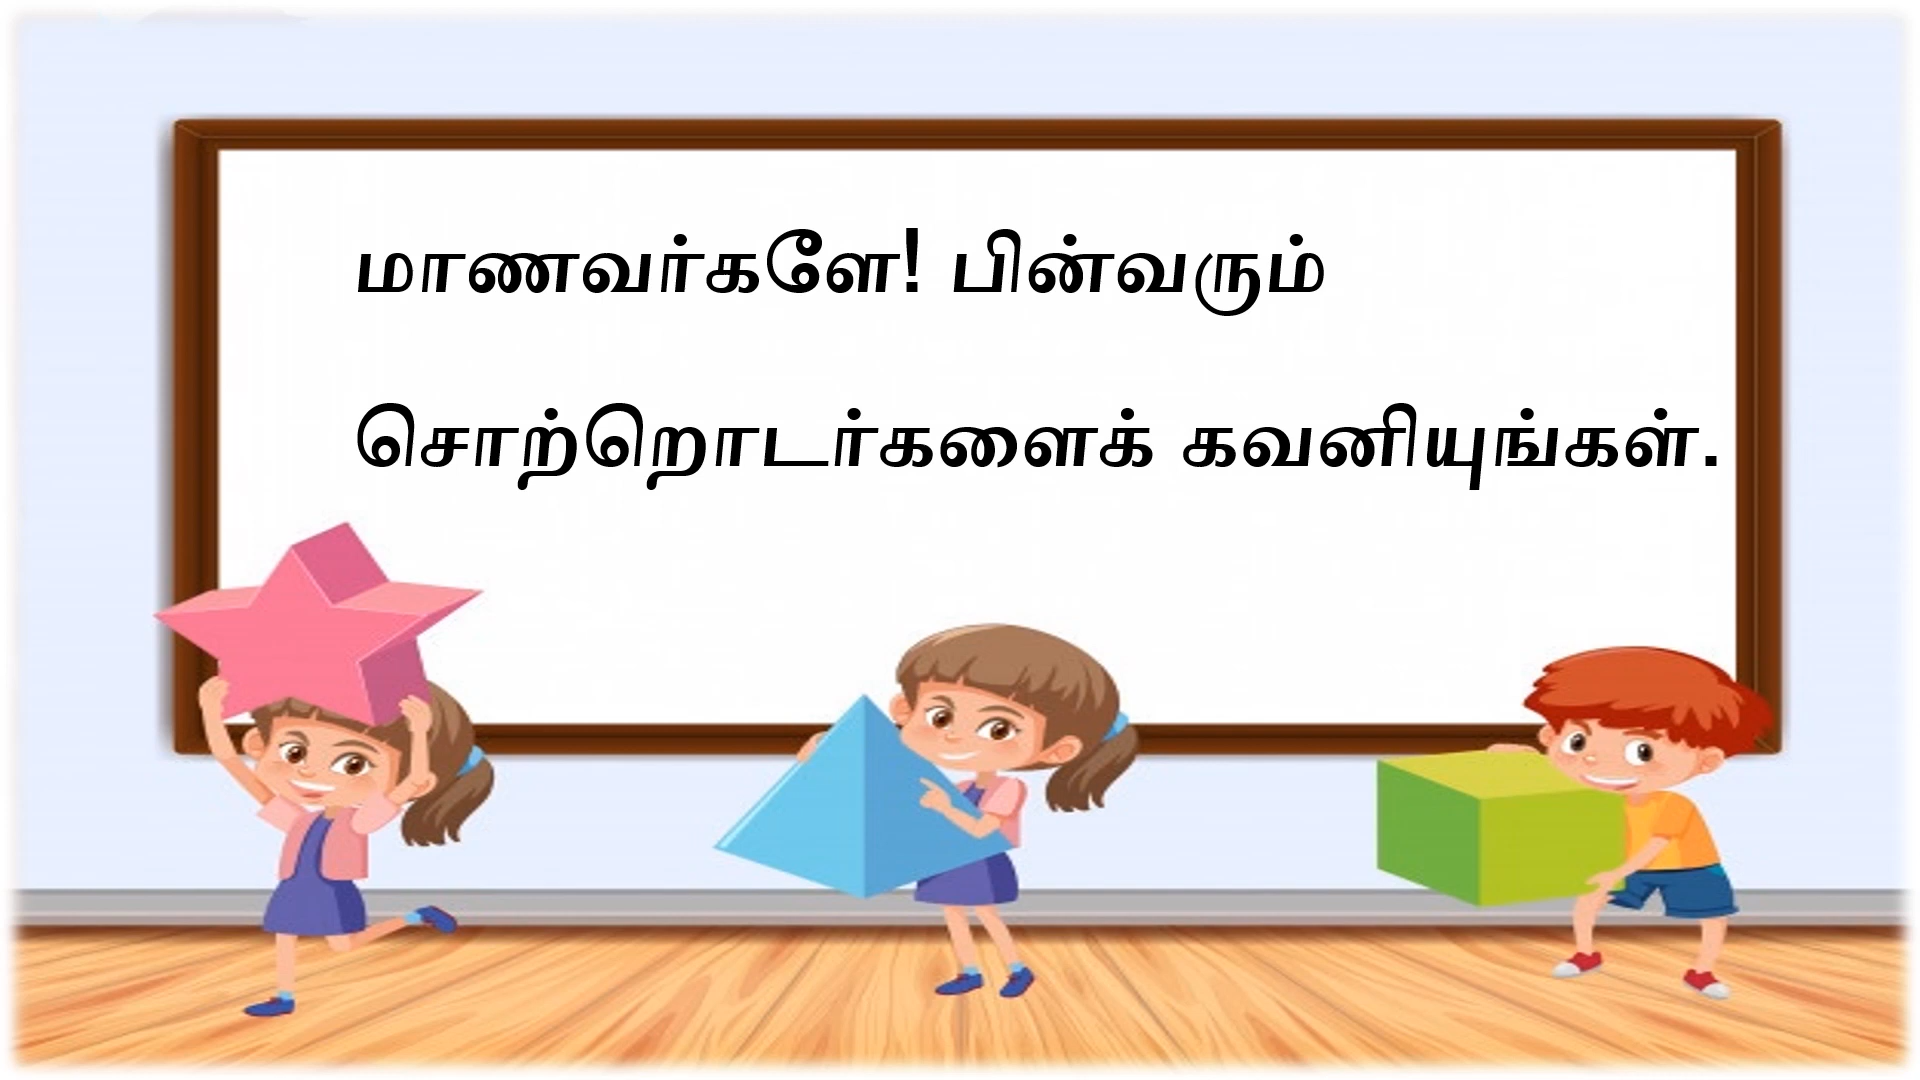 மாணவர்களே! பின்வரும்
சொற்றொடர்களைக் கவனியுங்கள்.